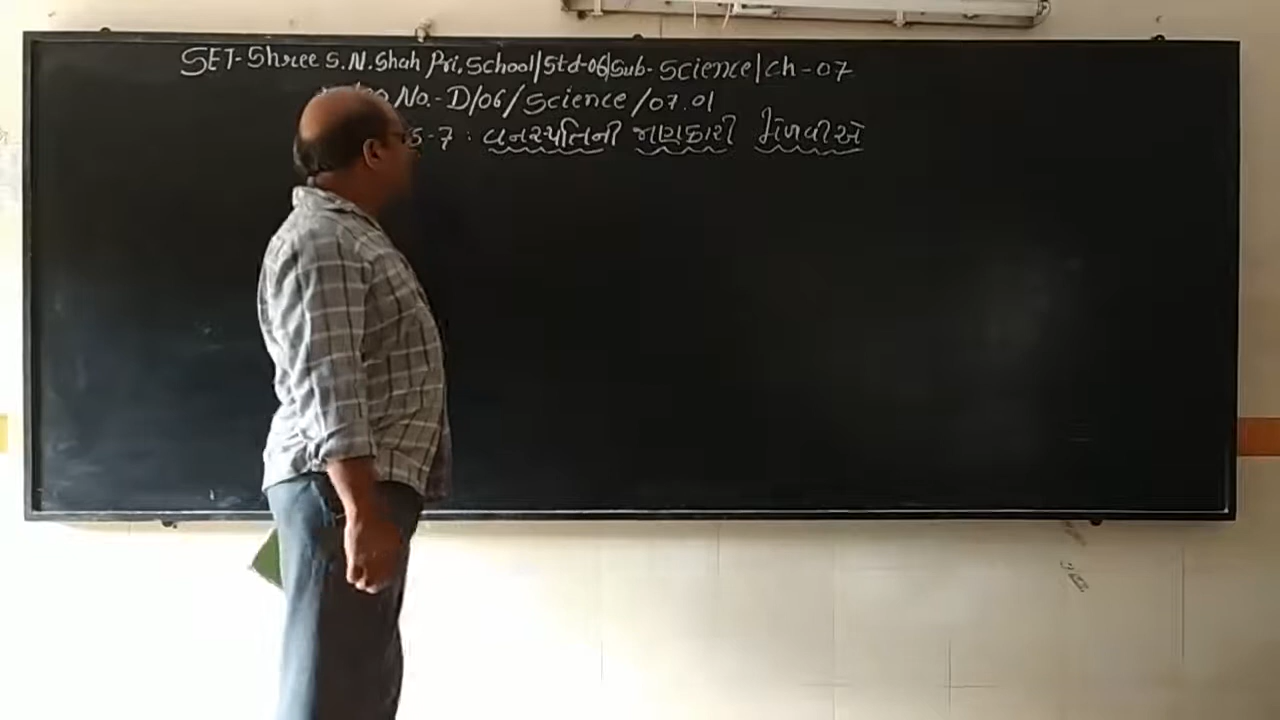 SET- Shree S.N. Shah Pri. School/Std-06/Sub- Science/Ch-07
No.- D/06/Science/07.01
-7 : વનસ્પતિની જાણકારી મેળવીએ